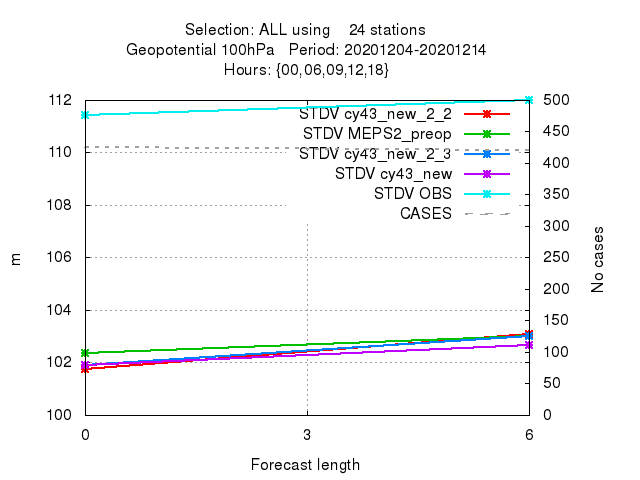 Selection: ALL using    24 stations
Geopotential 100hPa   Period: 20201204-20201214
Hours: {00,06,09,12,18}
112
110
108
106
104
102
100
m
500
450
400
350
300
250
200
150
100
50
0
No cases
STDV cy43_new_2_2
STDV MEPS2_preop
STDV cy43_new_2_3
STDV cy43_new
STDV OBS
CASES
0 3 6
Forecast length